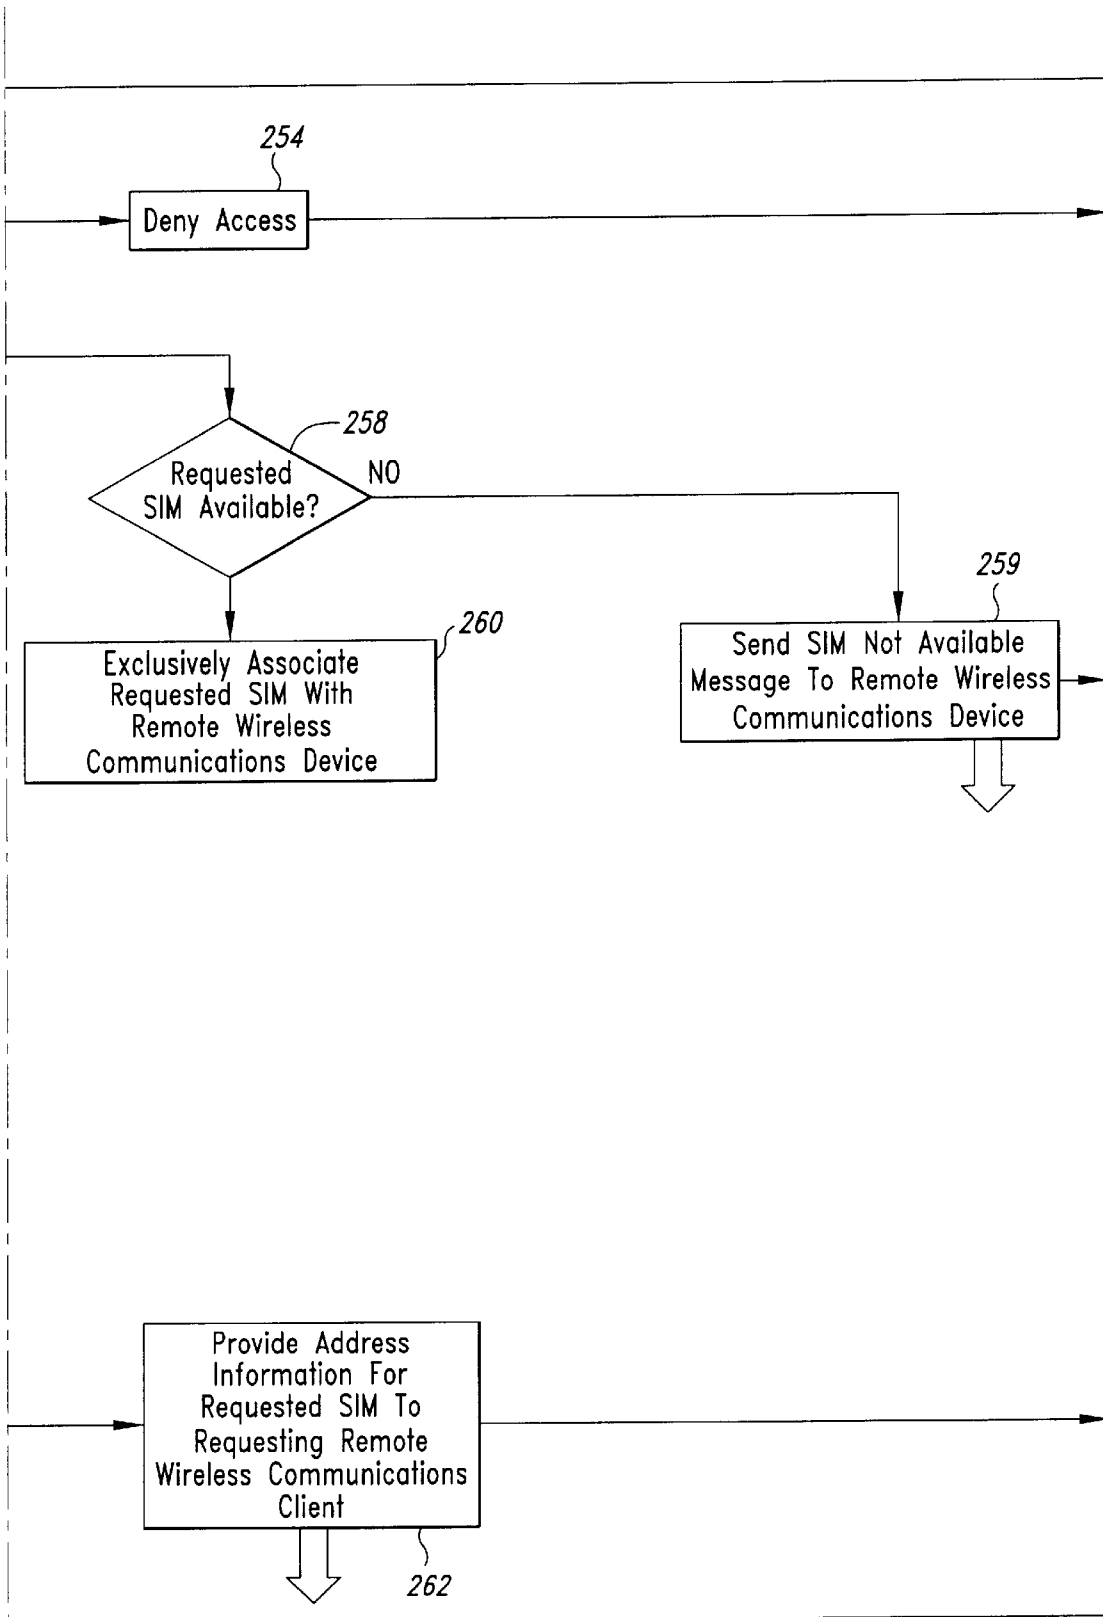 254
Deny Access
258
Requested
SIM Available?
NO
259
260
Exclusively Associate
Requested SIM With
Remote Wireless
Communications Device
Send SIM Not Available
Message To Remote Wireless
Communications Device
Provide Address
Information For
Requested SIM To
Requesting Remote
Wireless Communications
Client
262